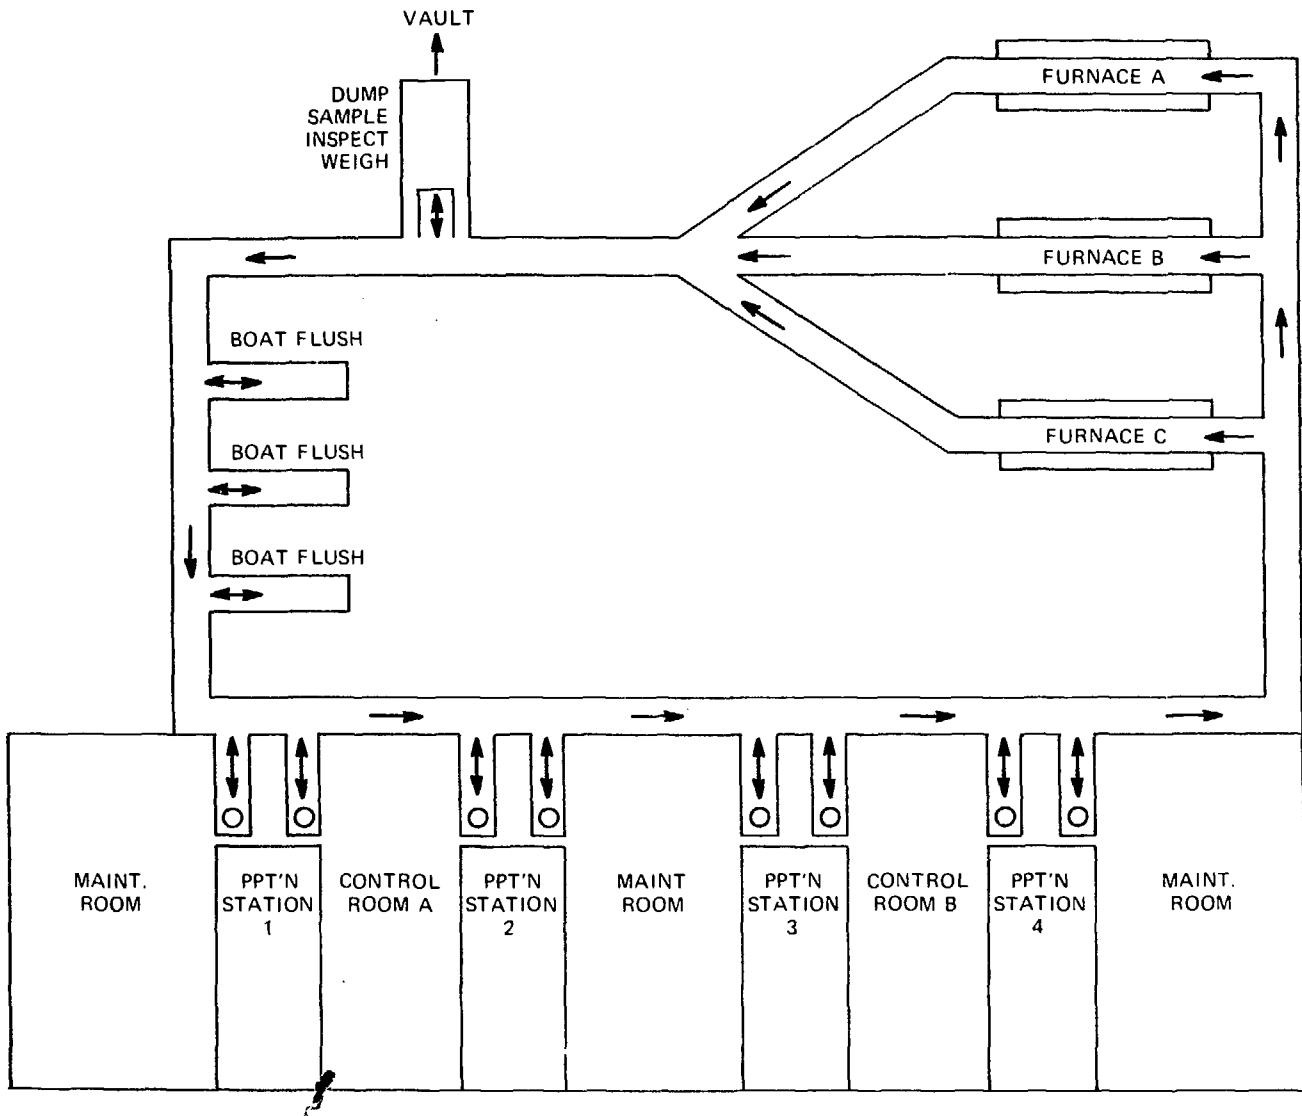 VAULT
DUMP
SAMPLE
INSPECT
WEIGH
FURNACE A
FURNACE B
FURNACE C
BOAT FLUSH
BOAT FLUSH
BOAT FLUSH
MAINT.
ROOM
PPT'N
STATION
1
CONTROL
ROOM A
PPT'N
STATION
2
MAINT
ROOM
PPT'N
STATION
3
CONTROL
ROOM B
PPT'N
STATION
4
MAINT.
ROOM